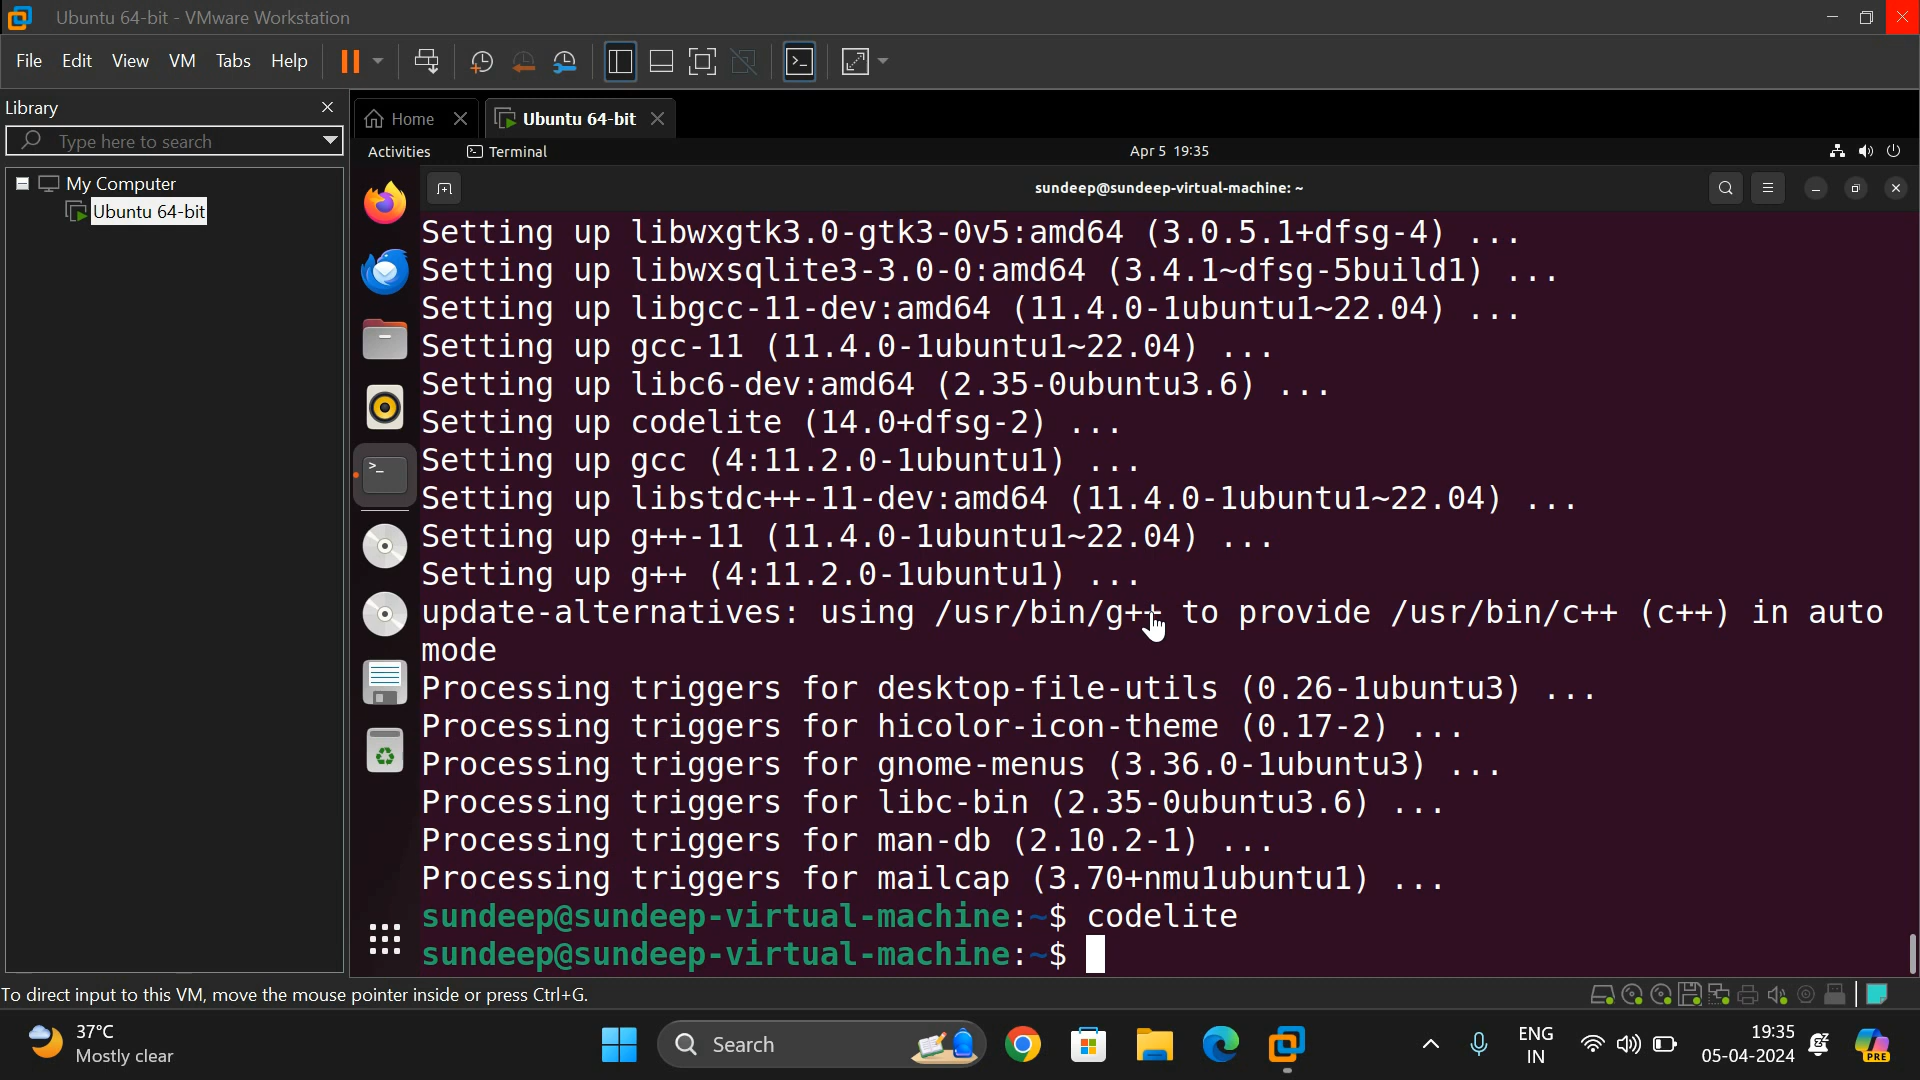 Ubuntu 64-bit - VMware Workstation
File Edit View VM Tabs Help
Library
Type here to search
My Computer
Ubuntu 64-bit
Home
Ubuntu 64-bit
Activities
Terminal
Apr 5 19:35
sundeep@sundeep-virtual-machine: ~
Setting up libwxgtk3.0-gtk3-0v5:amd64 (3.0.5.1+dfsg-4) ...
Setting up libwxsqlite3-3.0-0:amd64 (3.4.1~dfsg-5build1) ...
Setting up libgcc-11-dev:amd64 (11.4.0-1ubuntu1~22.04) ...
Setting up gcc-11 (11.4.0-1ubuntu1~22.04) ...
Setting up libc6-dev:amd64 (2.35-0ubuntu3.6) ...
Setting up codelite (14.0+dfsg-2) ...
Setting up gcc (4:11.2.0-1ubuntu1) ...
Setting up libstdc++-11-dev:amd64 (11.4.0-1ubuntu1~22.04) ...
Setting up g++-11 (11.4.0-1ubuntu1~22.04) ...
Setting up g++ (4:11.2.0-1ubuntu1) ...
update-alternatives: using /usr/bin/g++ to provide /usr/bin/c++ (c++) in auto
mode
Processing triggers for desktop-file-utils (0.26-1ubuntu3) ...
Processing triggers for hicolor-icon-theme (0.17-2) ...
Processing triggers for gnome-menus (3.36.0-1ubuntu3) ...
Processing triggers for libc-bin (2.35-0ubuntu3.6) ...
Processing triggers for man-db (2.10.2-1) ...
Processing triggers for mailcap (3.70+nmu1ubuntu1) ...
sundeep@sundeep-virtual-machine:~$ codelite
sundeep@sundeep-virtual-machine:~$
To direct input to this VM, move the mouse pointer inside or press Ctrl+G.
37°C
Mostly clear
Search
ENG
IN
19:35
05-04-2024
PRE